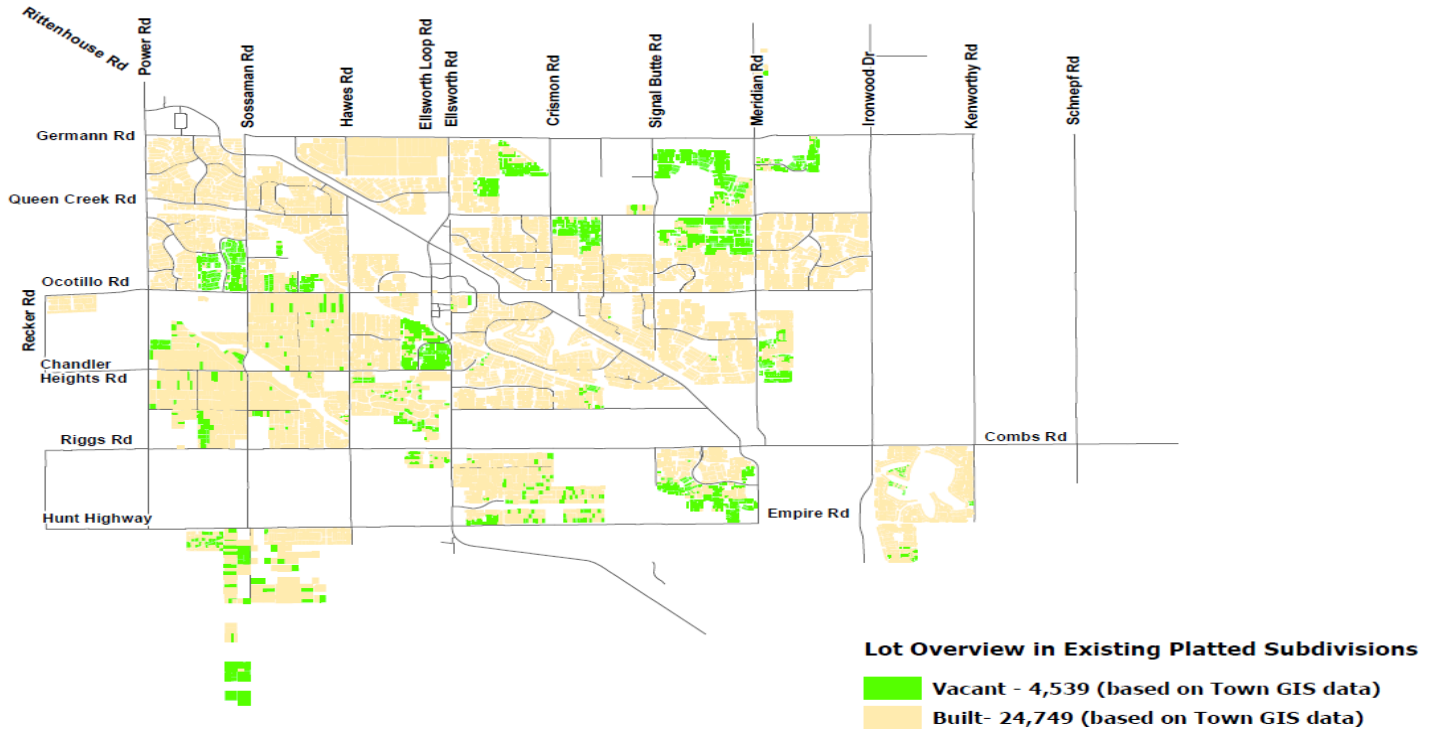 Rittenhouse Rd
Power Rd
Sossaman Rd
Hawes Rd
Ellsworth Loop Rd
Ellsworth Rd
Crismon Rd
Signal Butte Rd
Meridian Rd
Ironwood Dr
Kenworthy Rd
Schnepf Rd
Germann Rd
Queen Creek Rd
Ocotillo Rd
Recker Rd
Chandler
Heights Rd
Riggs Rd
Combs Rd
Hunt Highway
Empire Rd
Lot Overview in Existing Platted Subdivisions
Vacant - 4,539 (based on Town GIS data)
Built- 24,749 (based on Town GIS data)